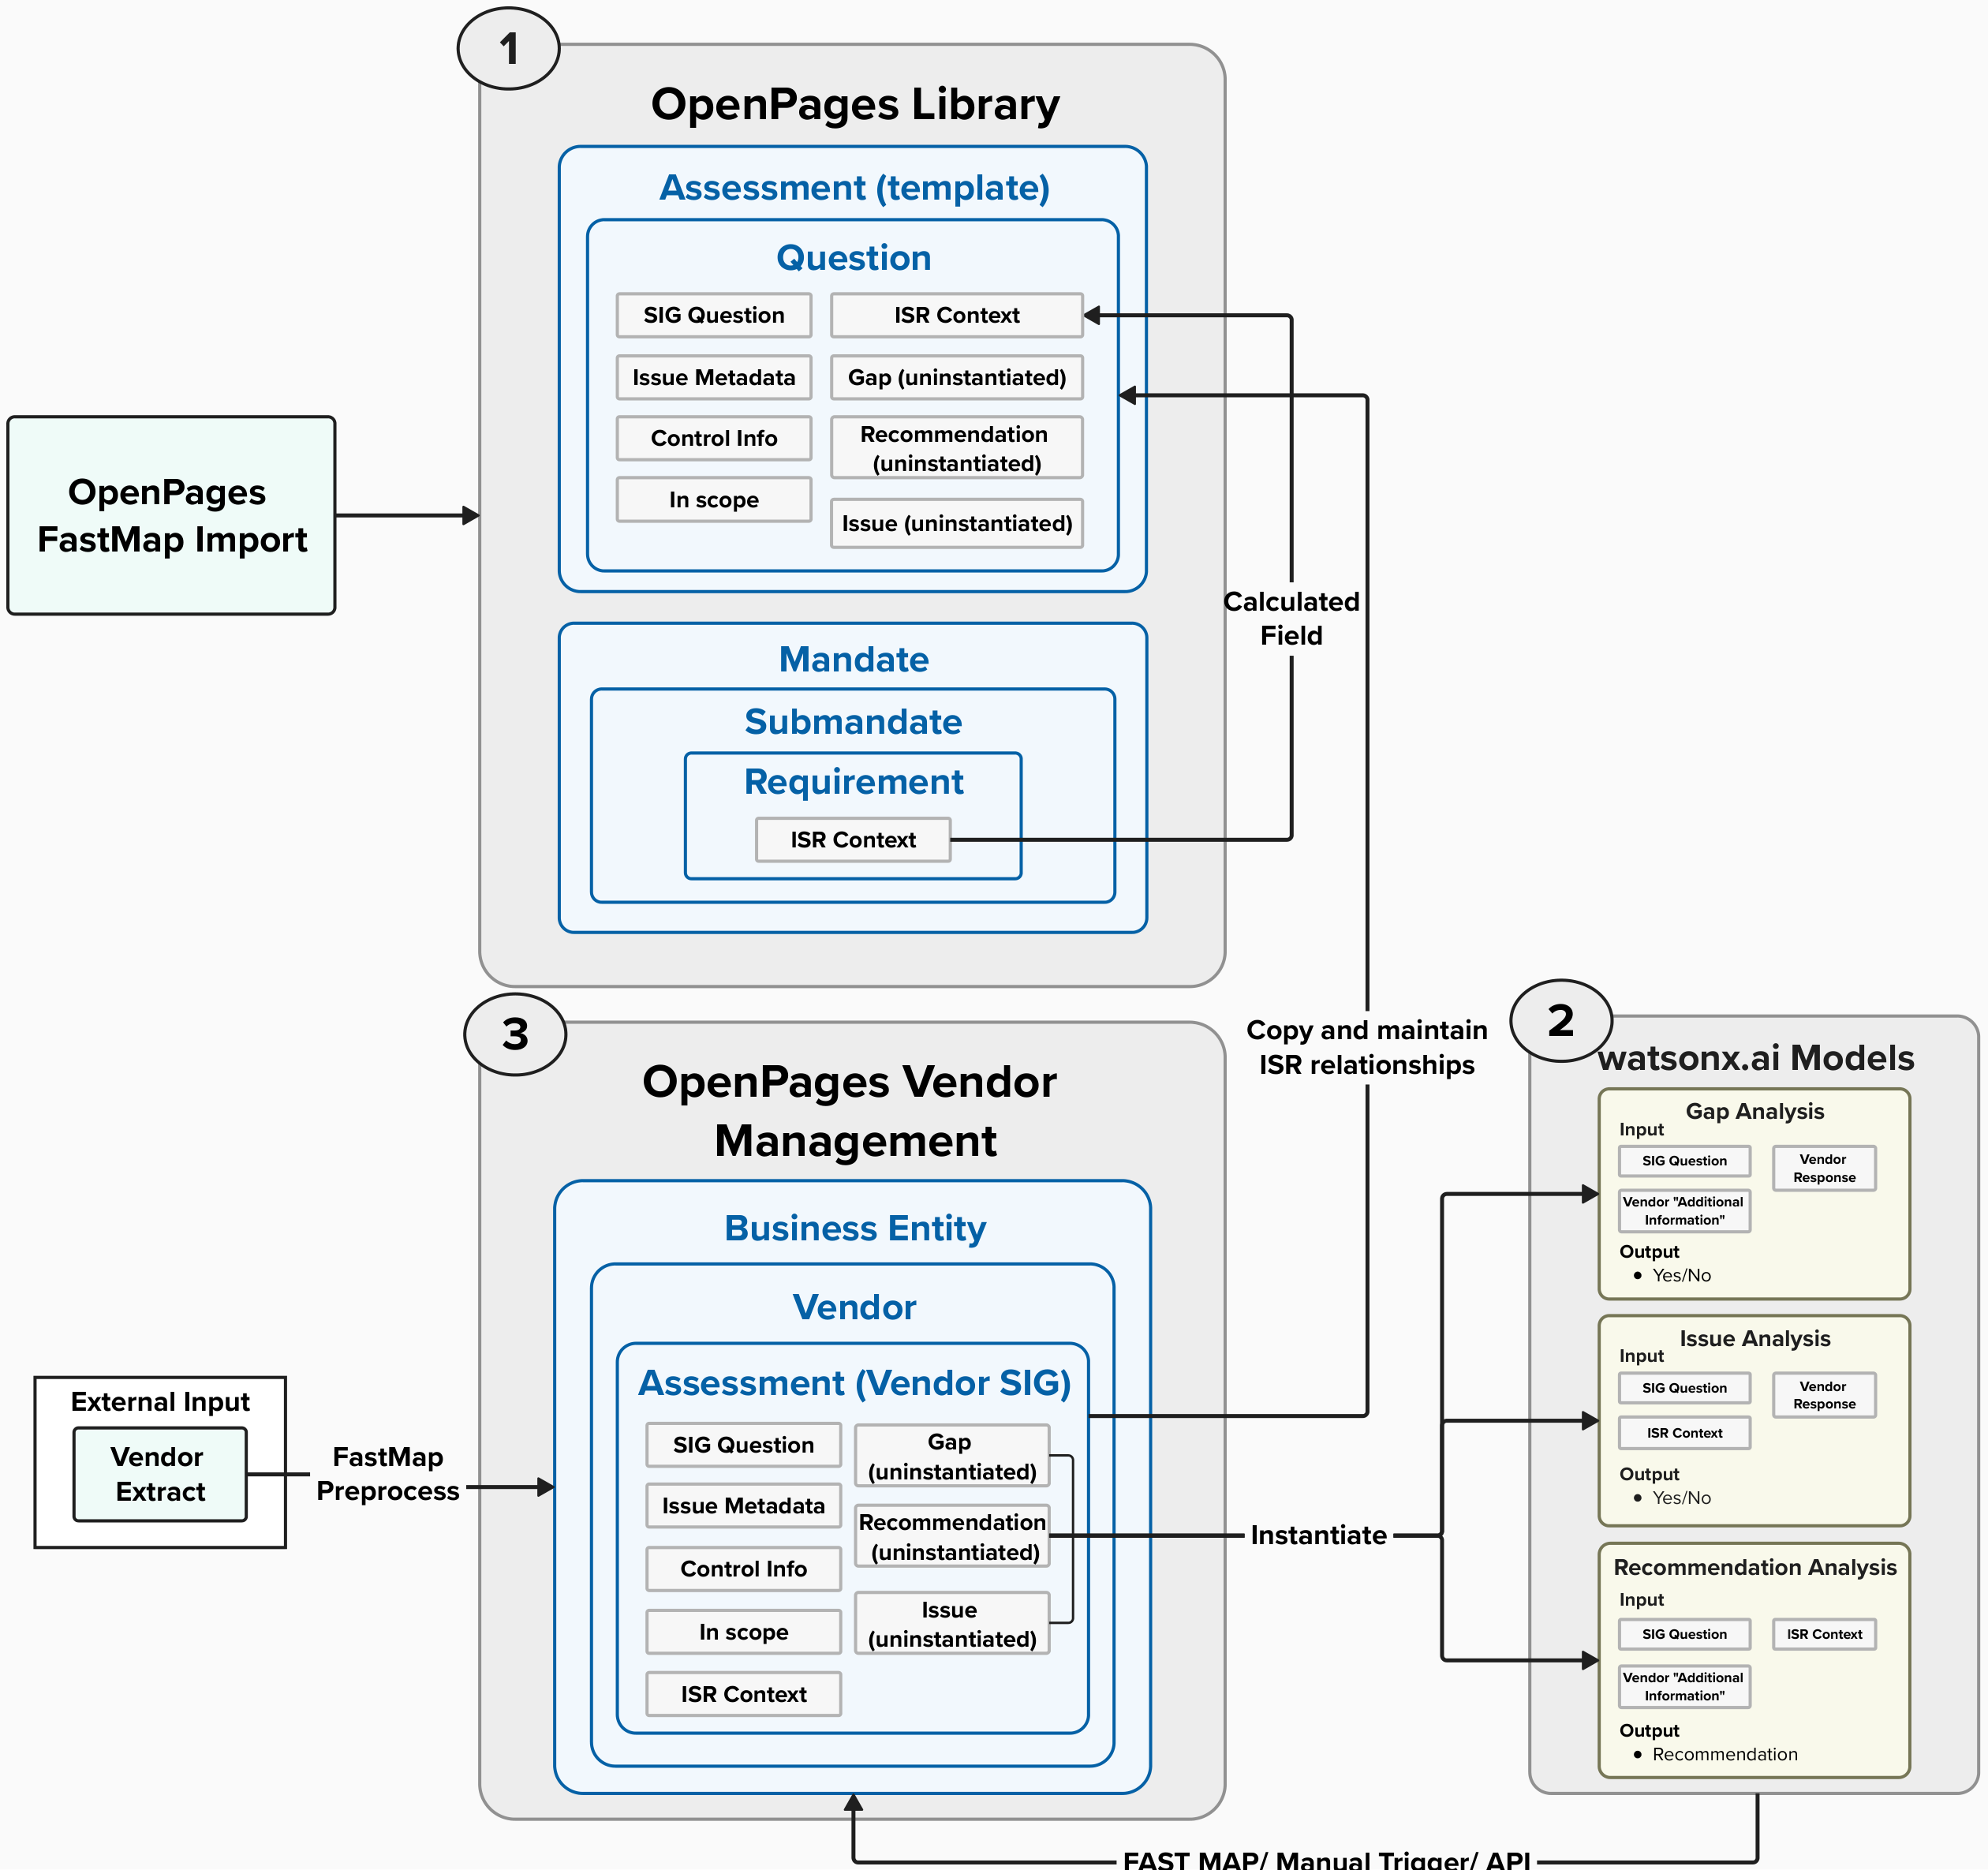 1
OpenPages Library
Assessment (template)
Question
SIG Question
ISR Context
Issue Metadata
Gap (uninstantiated)
Control Info
Recommendation
(uninstantiated)
In scope
Issue (uninstantiated)
OpenPages
FastMap Import
Calculated
Field
Mandate
Submandate
Requirement
ISR Context
Copy and maintain
ISR relationships
3
OpenPages Vendor
Management
Business Entity
Vendor
Assessment (Vendor SIG)
SIG Question
Gap
(uninstantiated)
Issue Metadata
Recommendation
(uninstantiated)
Control Info
In scope
Issue
(uninstantiated)
ISR Context
External Input
Vendor
Extract
FastMap
Preprocess
Instantiate
2
watsonx.ai Models
Gap Analysis
Input
SIG Question
Vendor
Response
Vendor "Additional
Information"
Output
• Yes/No
Issue Analysis
Input
SIG Question
Vendor
Response
ISR Context
Output
• Yes/No
Recommendation Analysis
Input
SIG Question
ISR Context
Vendor "Additional
Information"
Output
• Recommendation
FAST MAP/ Manual Trigger/ API